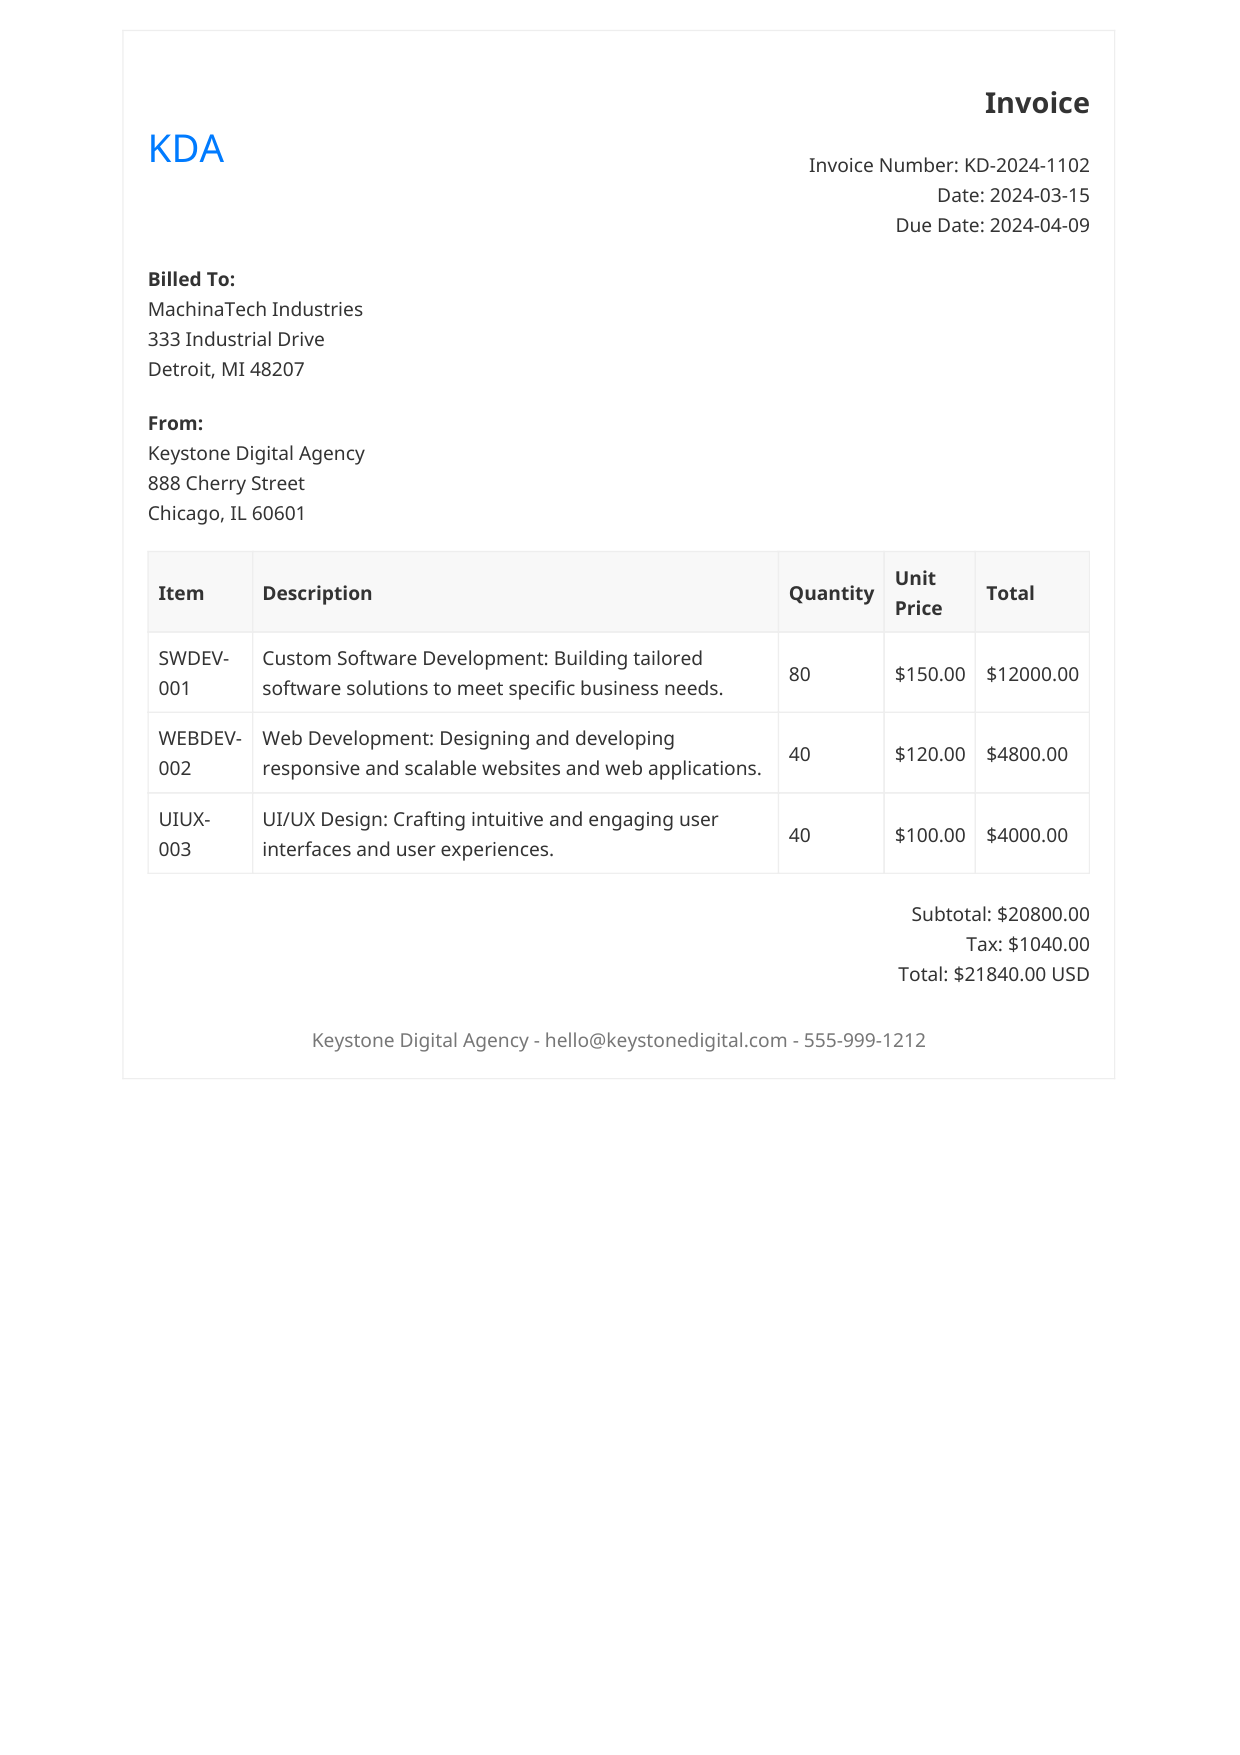 Invoice
KDA
Invoice Number: KD-2024-1102
Date: 2024-03-15
Due Date: 2024-04-09
Billed To:
MachinaTech Industries
333 Industrial Drive
Detroit, MI 48207
From:
Keystone Digital Agency
888 Cherry Street
Chicago, IL 60601
Item Description Quantity Unit Price Total
SWDEV-001 Custom Software Development: Building tailored software solutions to meet specific business needs. 80 $150.00 $12000.00
WEBDEV-002 Web Development: Designing and developing responsive and scalable websites and web applications. 40 $120.00 $4800.00
UIUX-003 UI/UX Design: Crafting intuitive and engaging user interfaces and user experiences. 40 $100.00 $4000.00
Subtotal: $20800.00
Tax: $1040.00
Total: $21840.00 USD
Keystone Digital Agency - hello@keystonedigital.com - 555-999-1212